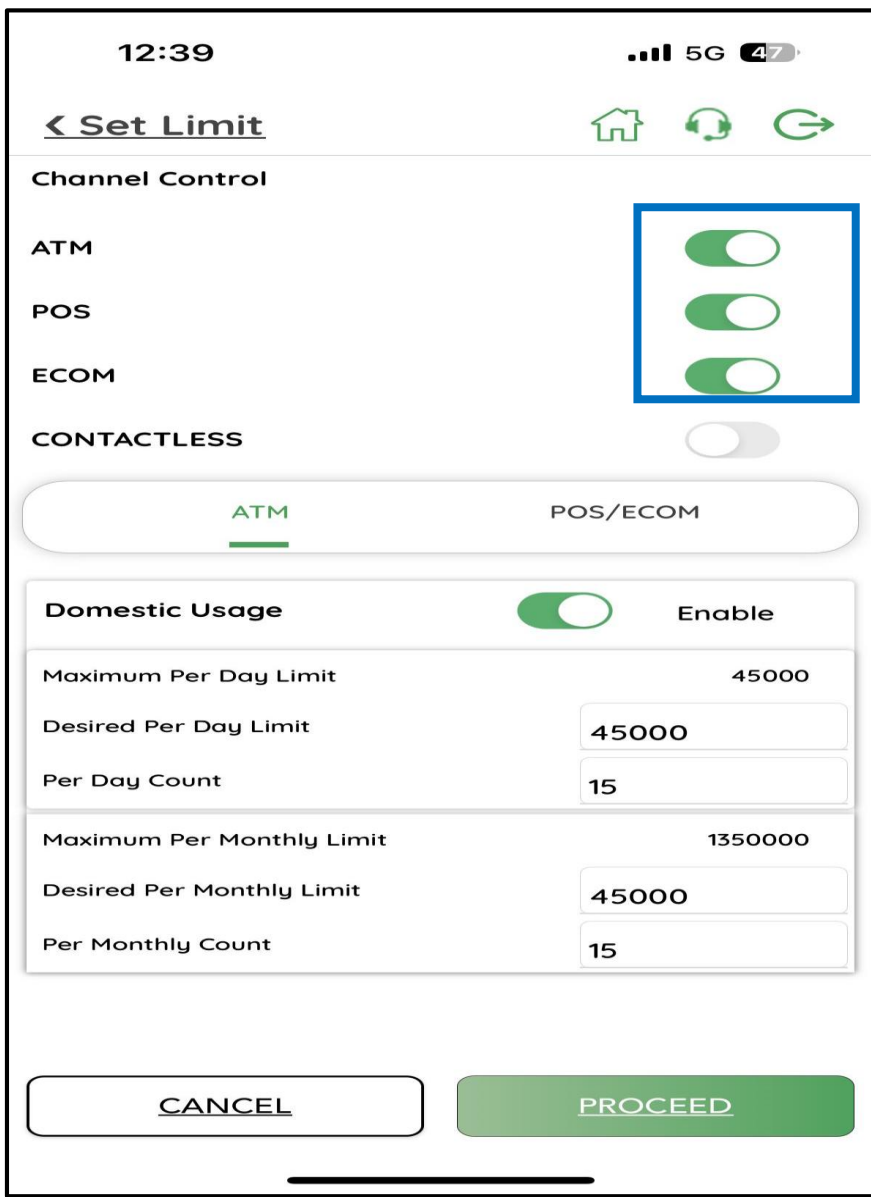 12:39 5G 47
< Set Limit
Channel Control
ATM
POS
ECOM
CONTACTLESS
ATM POS/ECOM
Domestic Usage Enable
Maximum Per Day Limit 45000
Desired Per Day Limit 45000
Per Day Count 15
Maximum Per Monthly Limit 1350000
Desired Per Monthly Limit 45000
Per Monthly Count 15
CANCEL PROCEED